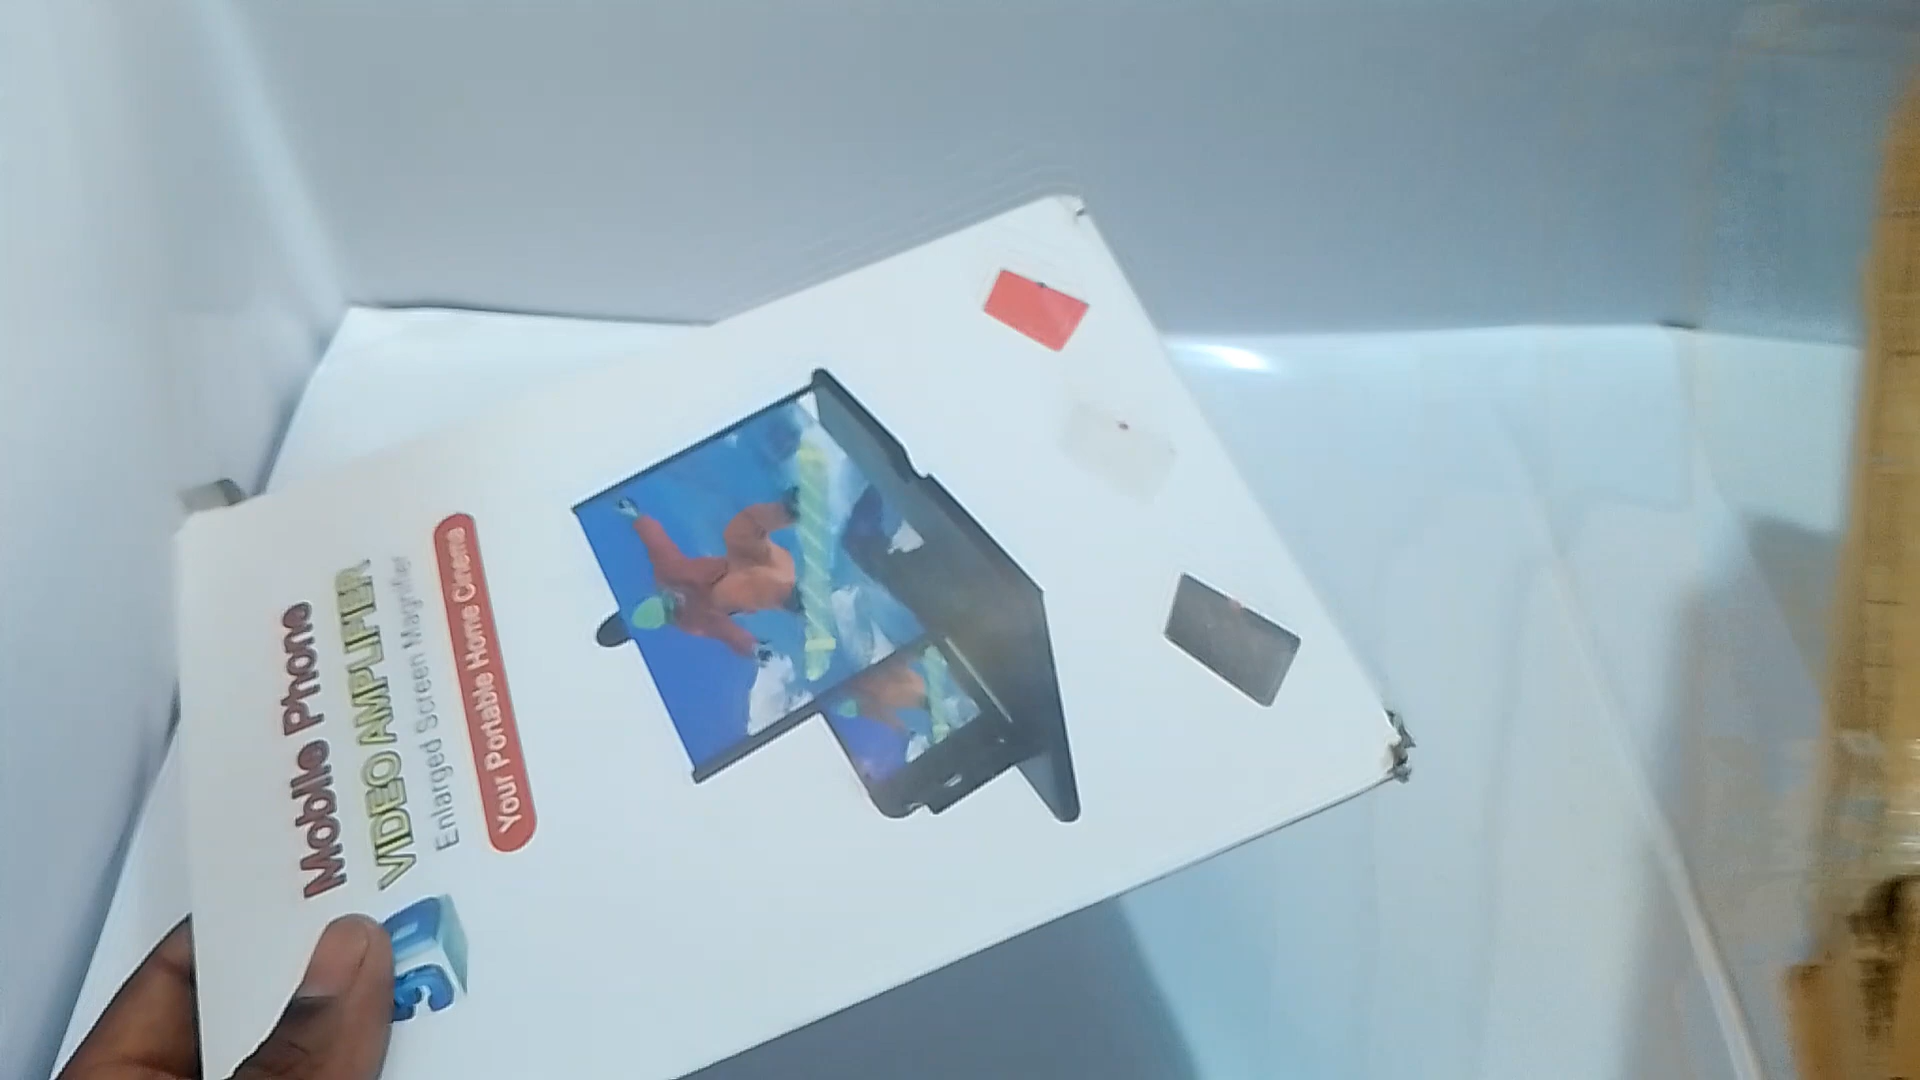 Mobile Phone
VIDEO AMPLIFIER
Enlarged Screen Magnifier
Your Portable Home Cinema
3D